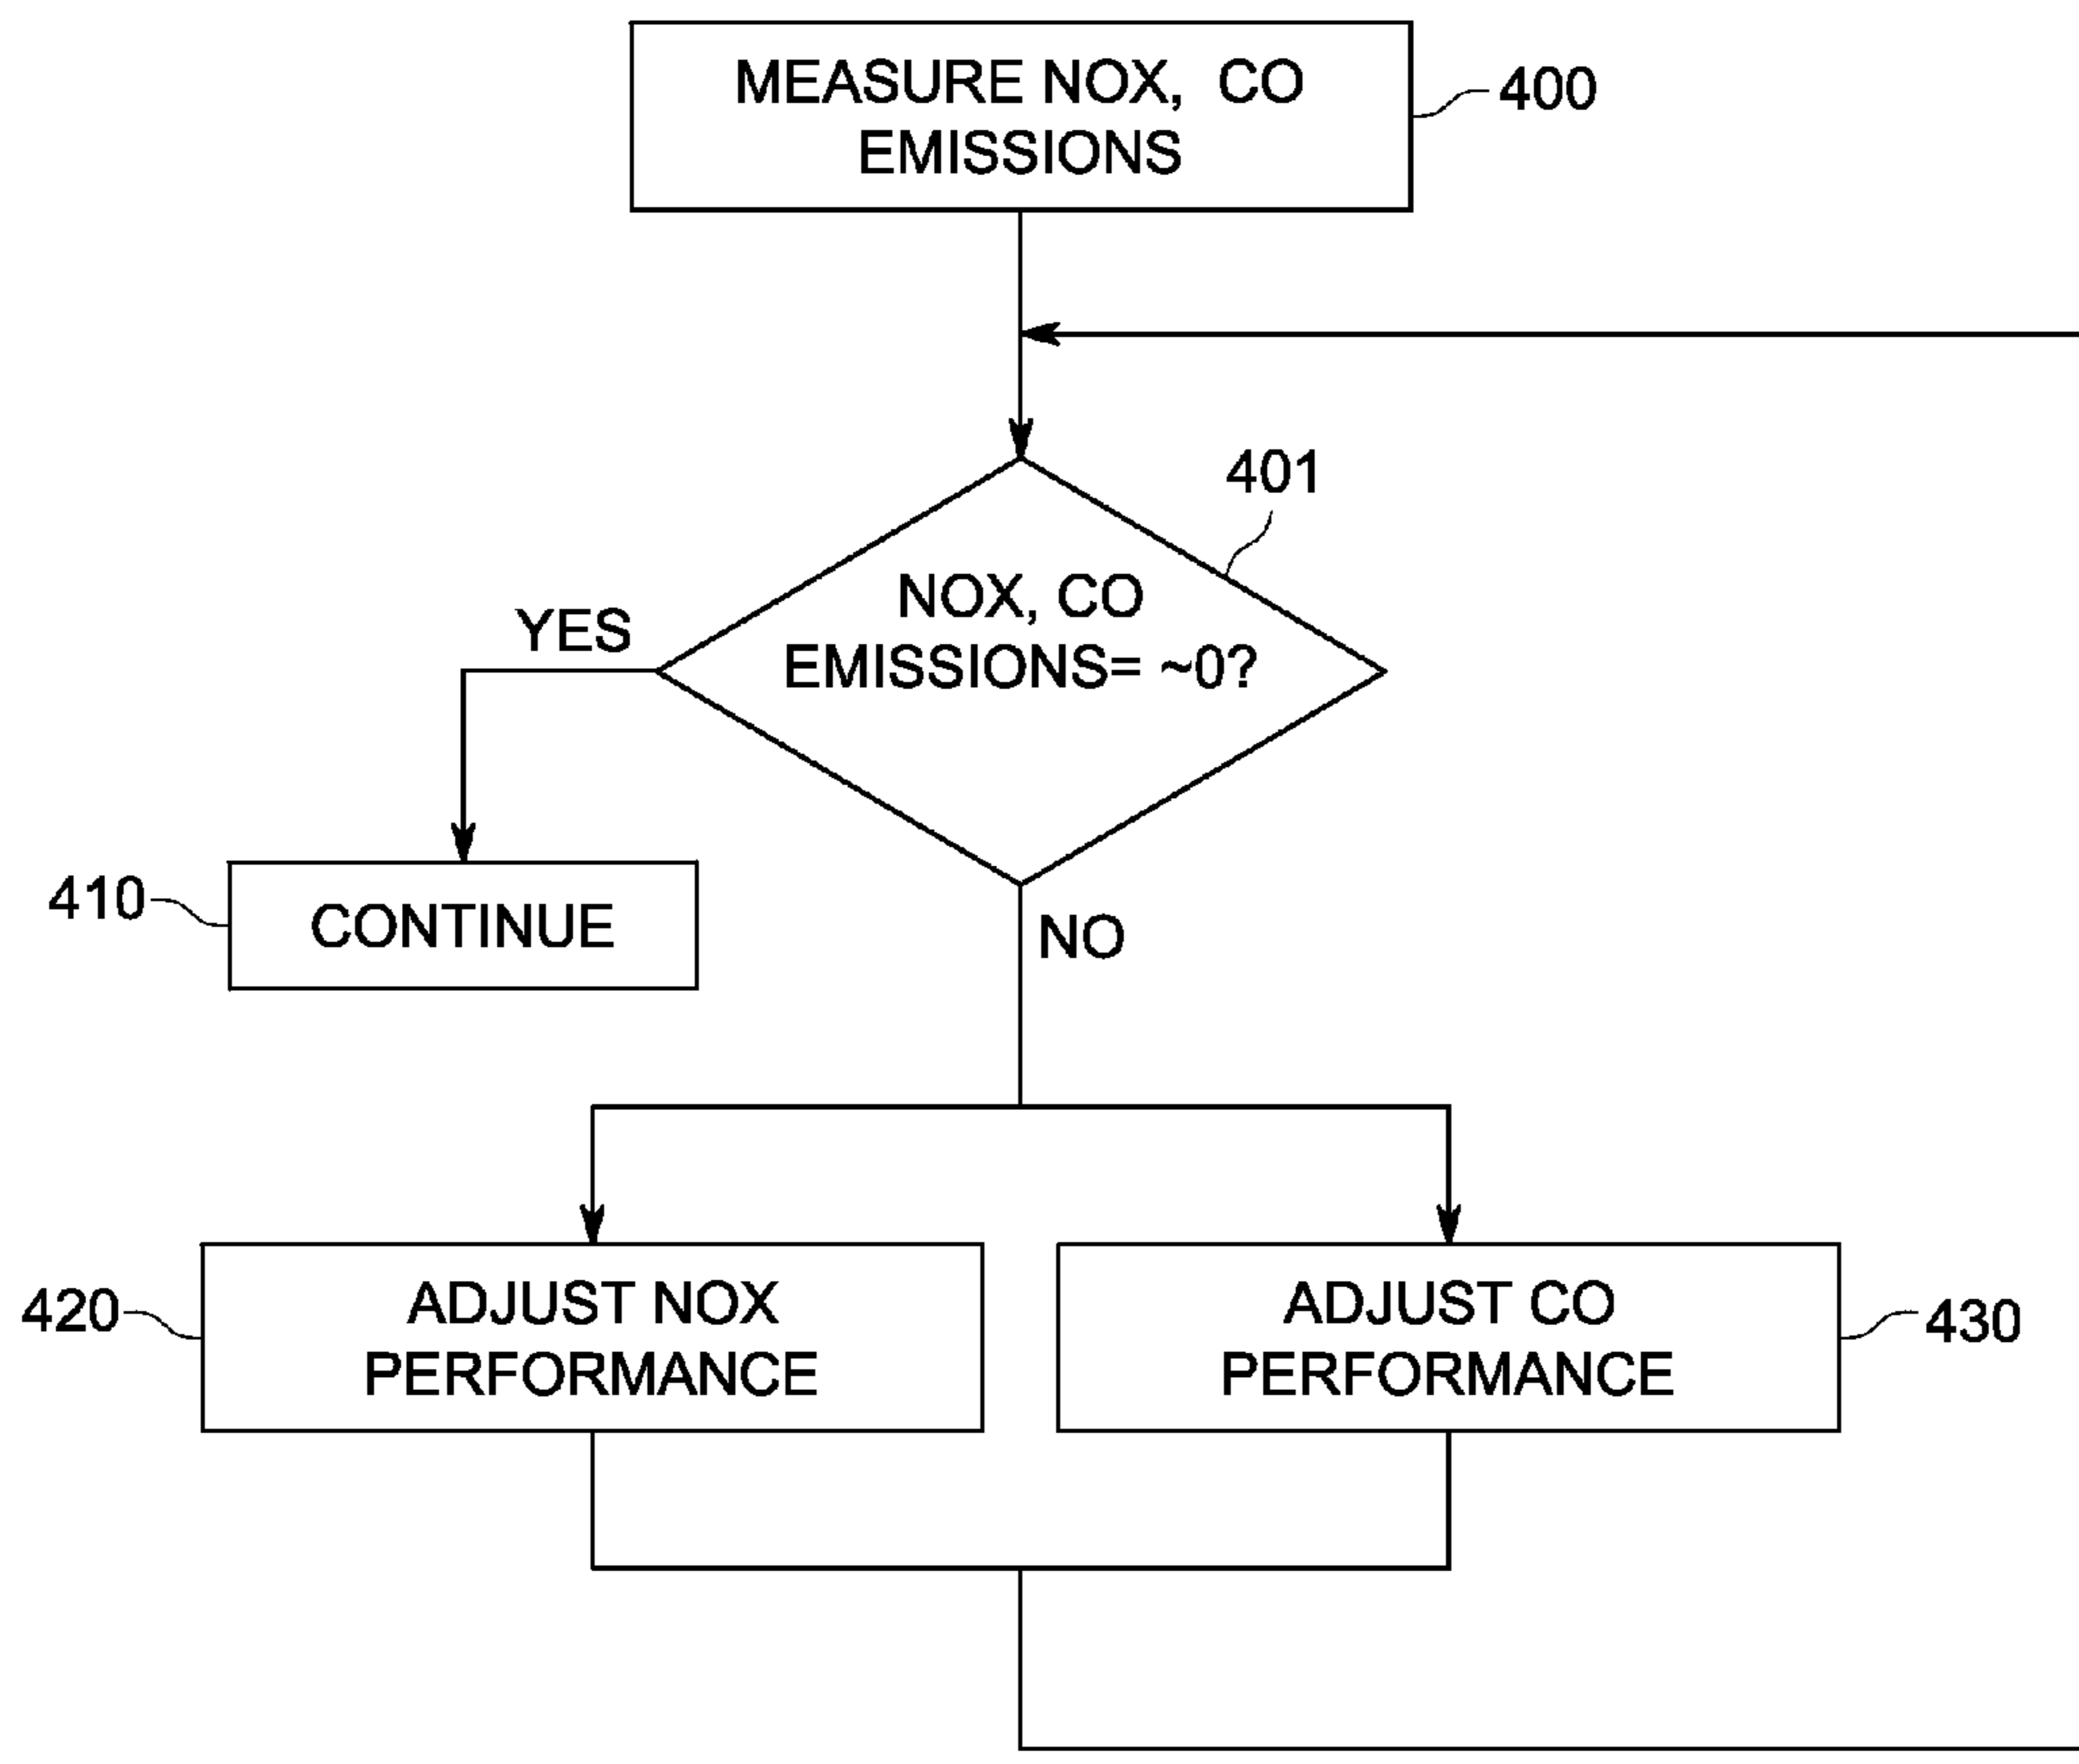 MEASURE NOX, CO
EMISSIONS
400
401
NOX, CO
EMISSIONS= ~0?
YES
410
CONTINUE
NO
420
ADJUST NOX
PERFORMANCE
ADJUST CO
PERFORMANCE
430